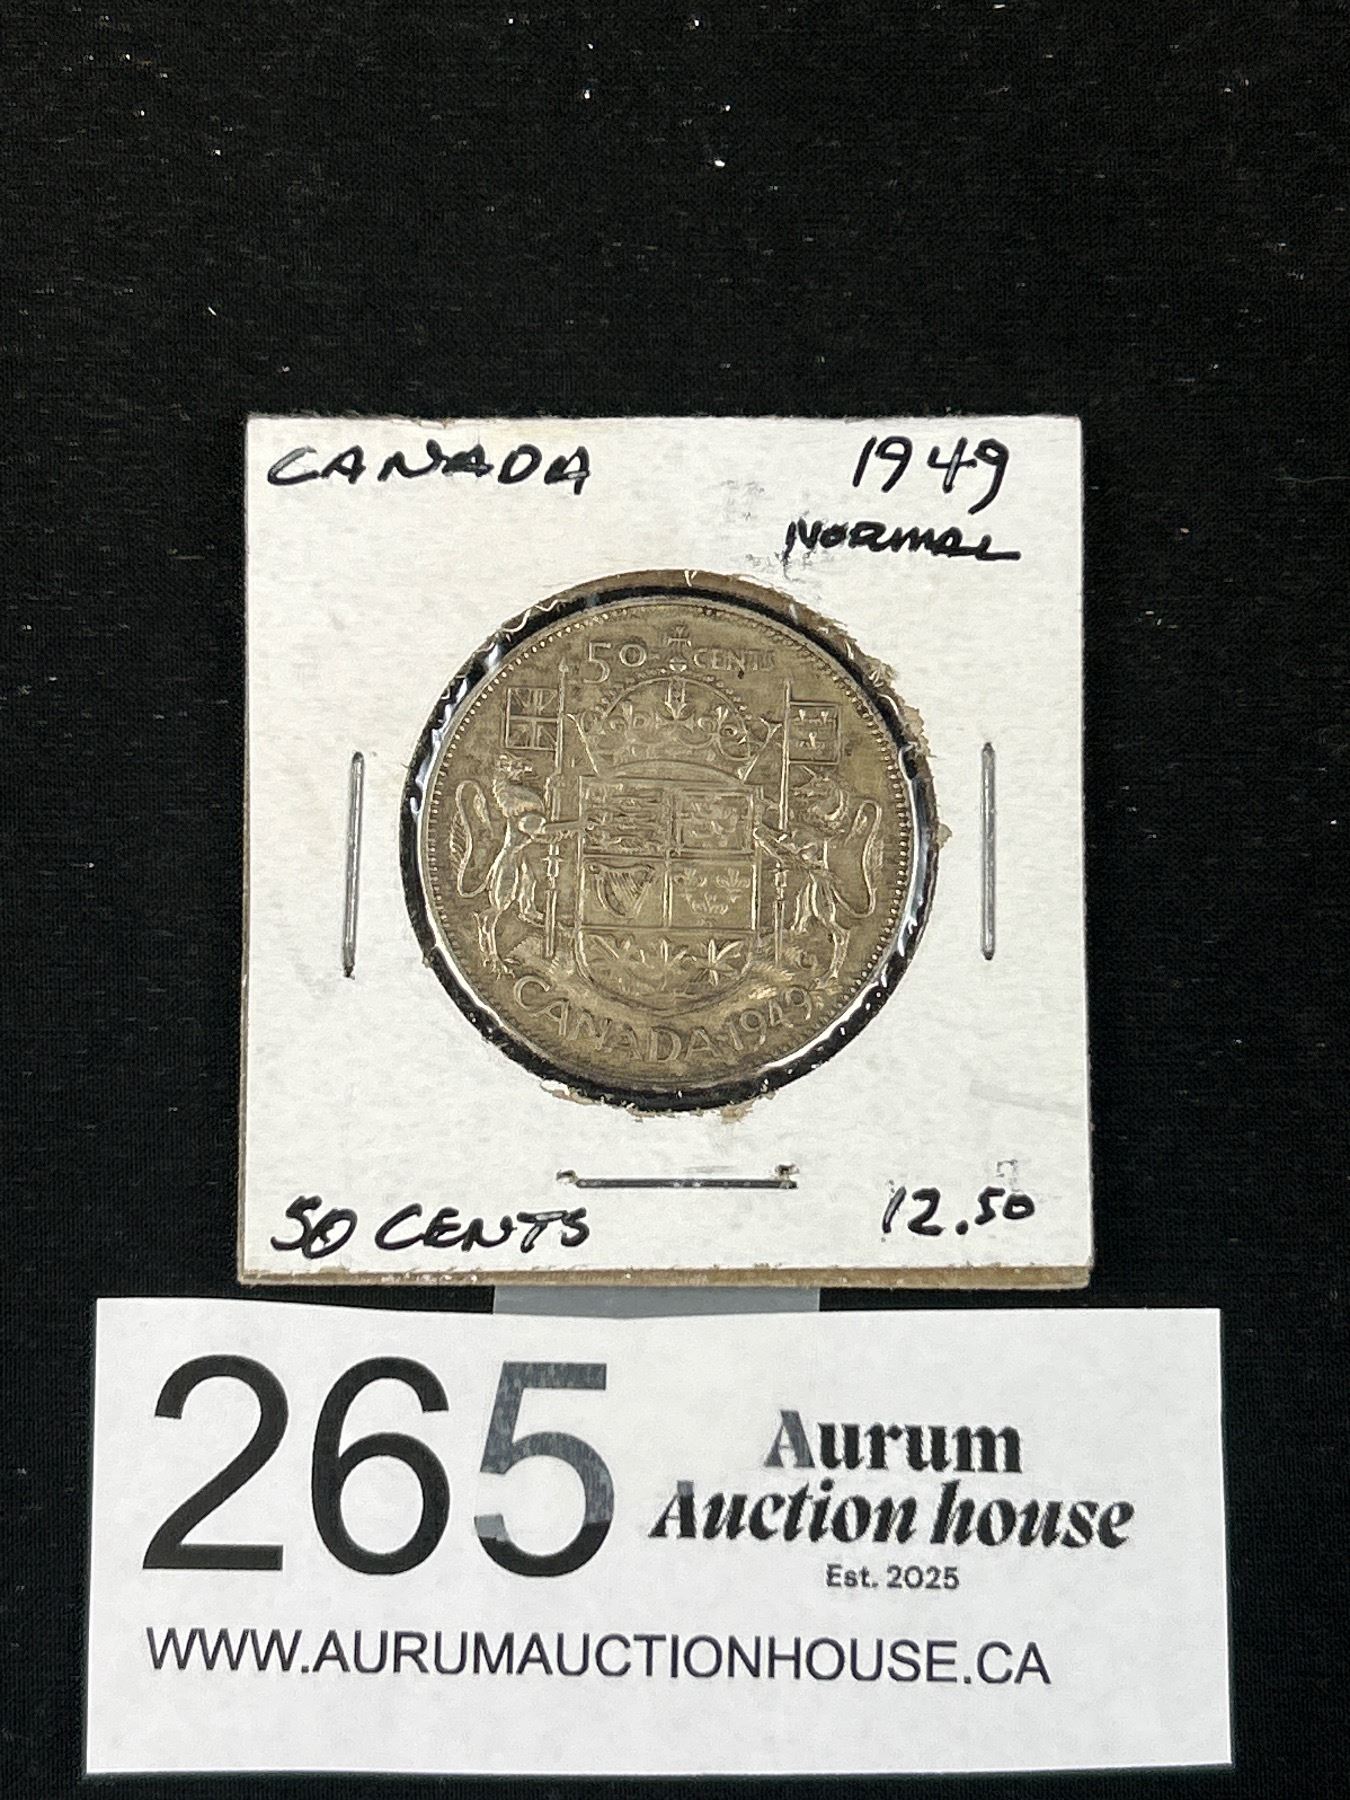 CANADA 1949
NORMAL
50 CENTS
CANADA 1949
50 CENTS 12.50
265
Aurum
Auction house
Est. 2025
WWW.AURUMAUCTIONHOUSE.CA